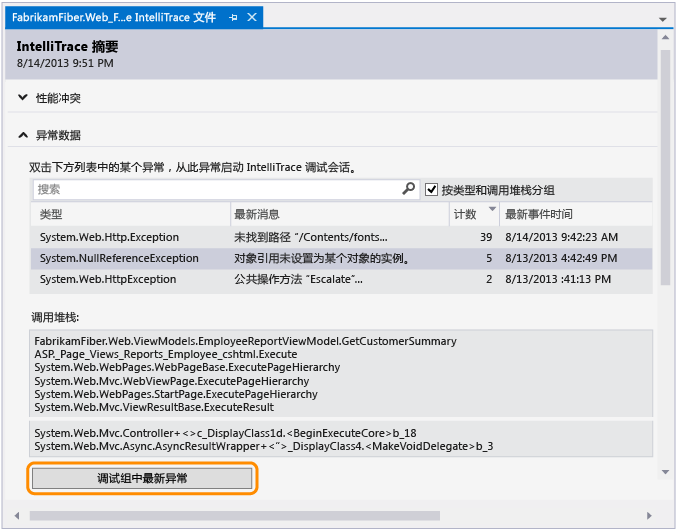 FabrikamFiber.Web_F...e IntelliTrace 文件
IntelliTrace 摘要
8/14/2013 9:51 PM
性能冲突
异常数据
双击下方列表中的某个异常，从此异常启动 IntelliTrace 调试会话。
搜索 按类型和调用堆栈分组
类型 最新消息 计数 最新事件时间
System.Web.Http.Exception 未找到路径 “/Contents/fonts... 39 8/14/2013 9:42:23 AM
System.NullReferenceException 对象引用未设置为某个对象的实例。 5 8/13/2013 4:42:49 PM
System.Web.HttpException 公共操作方法 “Escalate”... 2 8/13/2013 :41:13 PM
调用堆栈:
FabrikamFiber.Web.ViewModels.EmployeeReportViewModel.GetCustomerSummary
ASP._Page_Views_Reports_Employee_cshtml.Execute
System.Web.WebPages.WebPageBase.ExecutePageHierarchy
System.Web.Mvc.WebViewPage.ExecutePageHierarchy
System.Web.WebPages.StartPage.ExecutePageHierarchy
System.Web.Mvc.ViewResultBase.ExecuteResult
System.Web.Mvc.Controller+<>c_DisplayClass1d.<BeginExecuteCore>b_18
System.Web.Mvc.Async.AsyncResultWrapper+<“>_DisplayClass4.<MakeVoidDelegate>b_3
调试组中最新异常